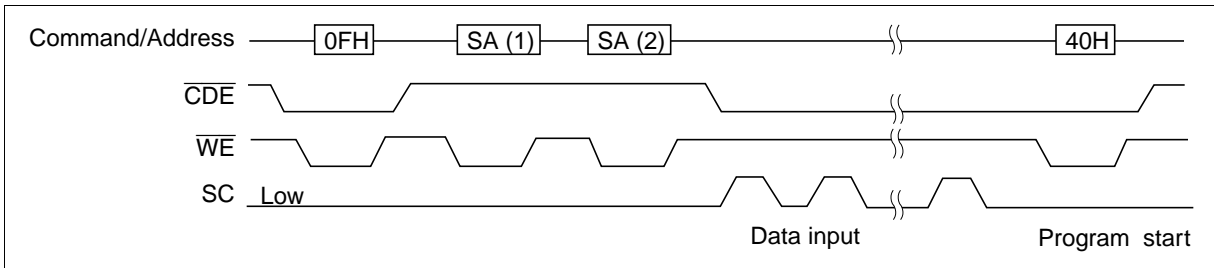 Command/Address 0FH SA (1) SA (2) 40H
CDE
WE
SC Low
Data input Program start